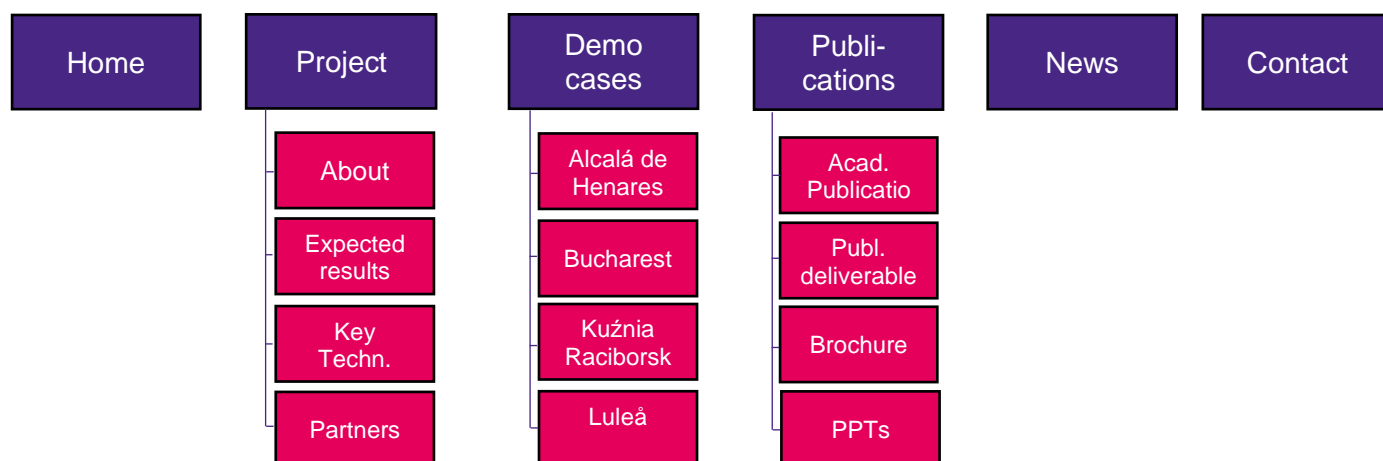 Home
Project
Demo
cases
Publi-
cations
News
Contact
About
Expected
results
Key
Techn.
Partners
Alcalá de
Henares
Bucharest
Kuźnia
Raciborsk
Luleå
Acad.
Publicatio
Publ.
deliverable
Brochure
PPTs